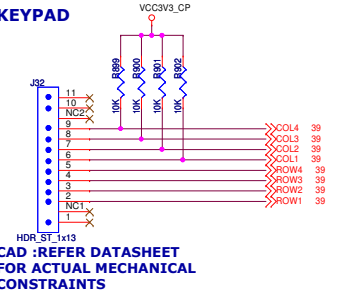 KEYPAD
VCC3V3_CP
R899
R900
R901
R902
10K
10K
10K
10K
J32
11
10
NC2
9
COL4 39
8
COL3 39
7
COL2 39
6
COL1 39
5
ROW4 39
4
ROW3 39
3
ROW2 39
2
ROW1 39
NC1
1
HDR_ST_1x13
CAD :REFER DATASHEET
FOR ACTUAL MECHANICAL
CONSTRAINTS